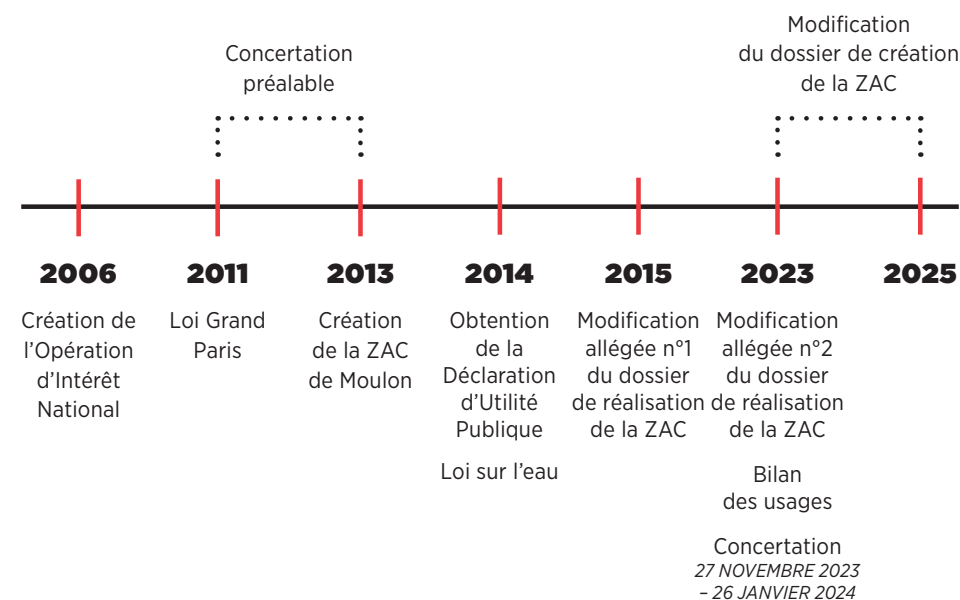 Concertation
préalable
Modification
du dossier de création
de la ZAC
2006
Création de
l’Opération
d’Intérêt
National
2011
Loi Grand
Paris
2013
Création
de la ZAC
de Moulon
2014
Obtention
de la
Déclaration
d’Utilité
Publique
Loi sur l’eau
2015
Modification
allégée n°1
du dossier
de réalisation
de la ZAC
2023
Modification
allégée n°2
du dossier
de réalisation
de la ZAC
Bilan
des usages
Concertation
27 NOVEMBRE 2023
– 26 JANVIER 2024
2025